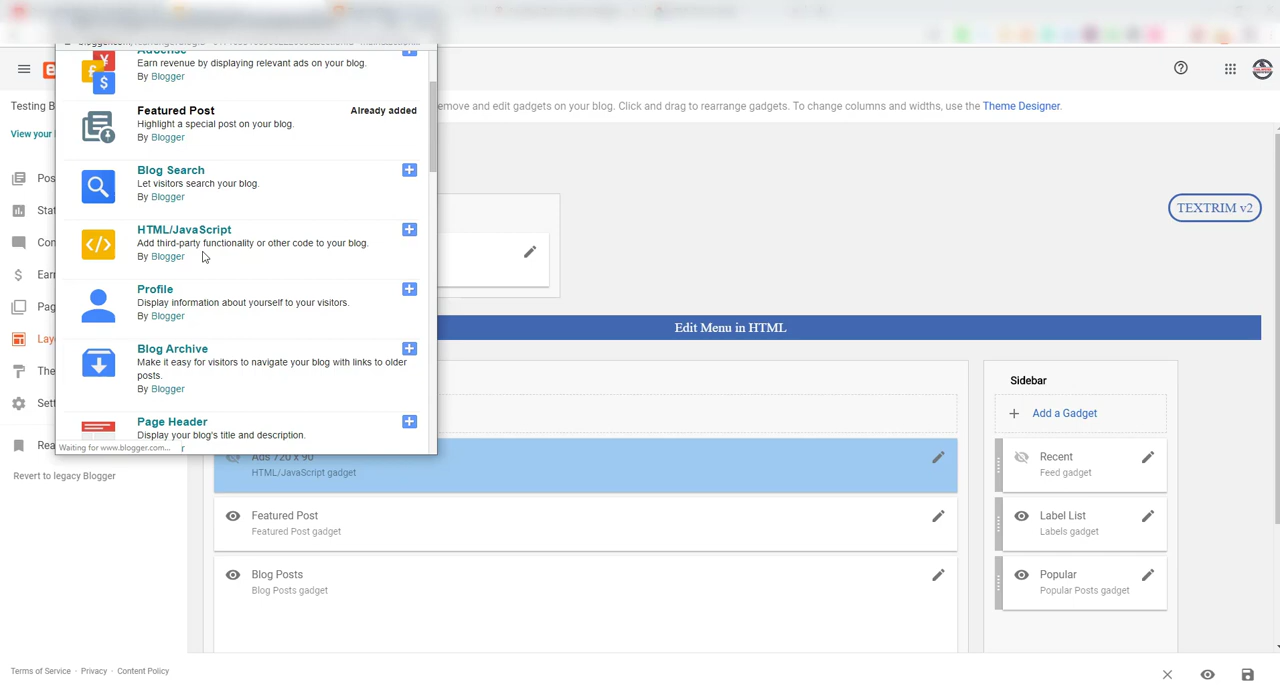 AdSense
Earn revenue by displaying relevant ads on your blog.
By Blogger
Featured Post
Already added
Highlight a special post on your blog.
By Blogger
Blog Search
Let visitors search your blog.
By Blogger
HTML/JavaScript
Add third-party functionality or other code to your blog.
By Blogger
Profile
Display information about yourself to your visitors.
By Blogger
Blog Archive
Make it easy for visitors to navigate your blog with links to older
posts.
By Blogger
Page Header
Display your blog's title and description.
Waiting for www.blogger.com...
Testing B
View your
Pos
Stat
Con
Earn
Pag
Layo
The
Sett
Rea
Revert to legacy Blogger
Terms of Service · Privacy · Content Policy
move and edit gadgets on your blog. Click and drag to rearrange gadgets. To change columns and widths, use the Theme Designer.
TEXTRIM v2
Edit Menu in HTML
Ads 720 x 90
HTML/JavaScript gadget
Featured Post
Featured Post gadget
Blog Posts
Blog Posts gadget
Sidebar
+ Add a Gadget
Recent
Feed gadget
Label List
Labels gadget
Popular
Popular Posts gadget